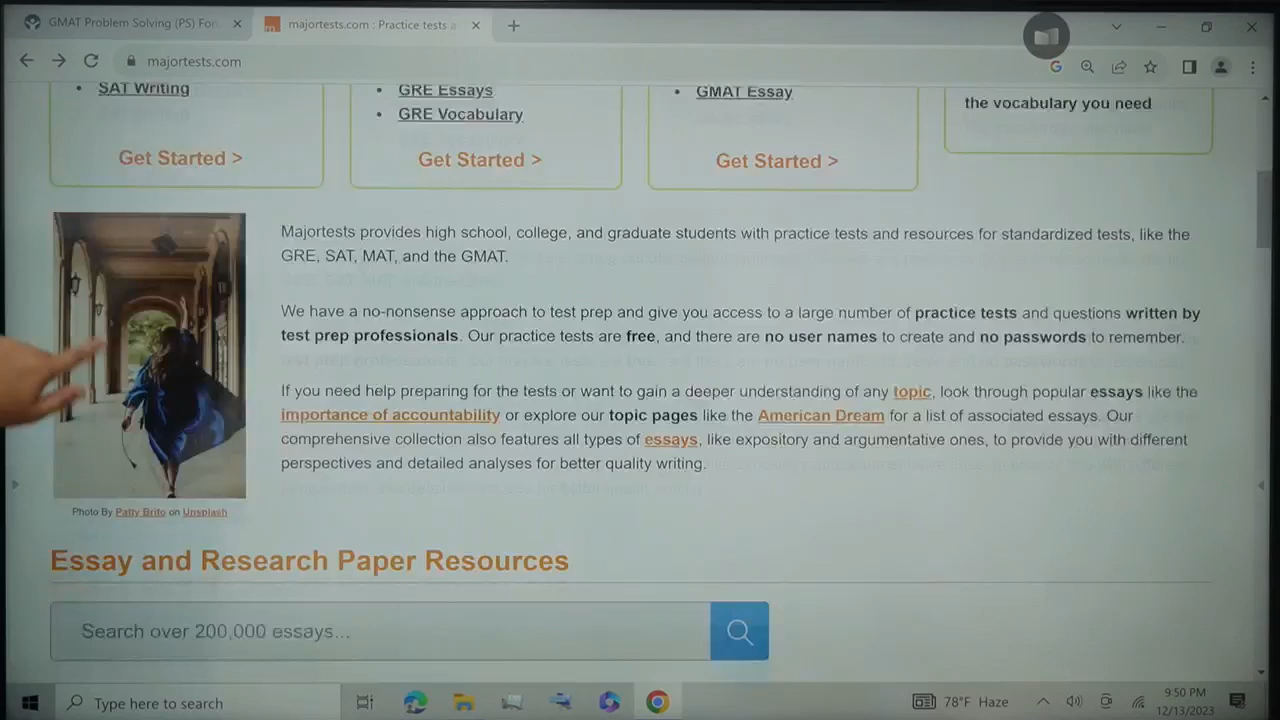 GMAT Problem Solving (PS) For
majortests.com : Practice tests a
majortests.com
SAT Writing
Get Started >
GRE Essays
GRE Vocabulary
Get Started >
GMAT Essay
Get Started >
the vocabulary you need
Majortests provides high school, college, and graduate students with practice tests and resources for standardized tests, like the
GRE, SAT, MAT, and the GMAT.
We have a no-nonsense approach to test prep and give you access to a large number of practice tests and questions written by
test prep professionals. Our practice tests are free, and there are no user names to create and no passwords to remember.
If you need help preparing for the tests or want to gain a deeper understanding of any topic, look through popular essays like the
importance of accountability or explore our topic pages like the American Dream for a list of associated essays. Our
comprehensive collection also features all types of essays, like expository and argumentative ones, to provide you with different
perspectives and detailed analyses for better quality writing.
Photo By Patty Brito on Unsplash
Essay and Research Paper Resources
Search over 200,000 essays...
Type here to search
78°F Haze
9:50 PM
12/13/2023